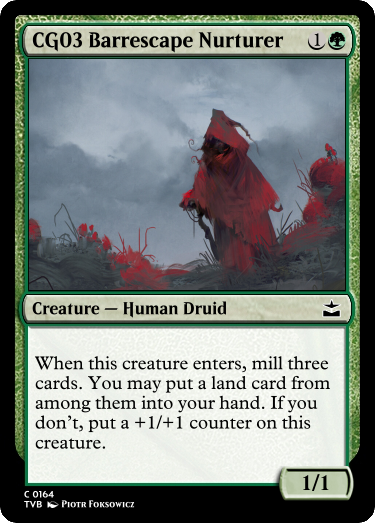 CG03 Barrescape Nurturer 1
Creature — Human Druid
When this creature enters, mill three
cards. You may put a land card from
among them into your hand. If you
don't, put a +1/+1 counter on this
creature.
1/1
C 0164
TVB Piotr Foksowicz